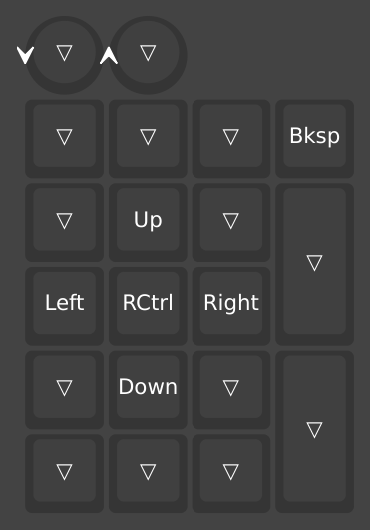 ▽ ▽
▽ ▽ ▽ Bksp
▽ Up ▽ ▽
Left RCtrl Right
▽ Down ▽ ▽
▽ ▽ ▽